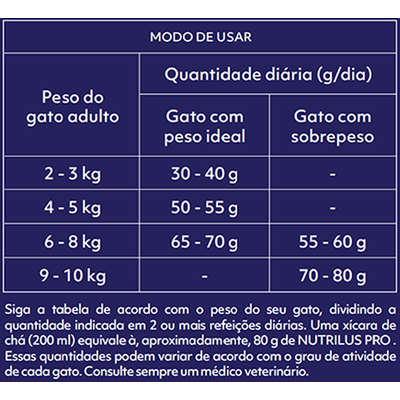 MODO DE USAR
Quantidade diária (g/dia)
Peso do
gato adulto
Gato com
peso ideal
Gato com
sobrepeso
2 - 3 kg 30 - 40 g -
4 - 5 kg 50 - 55 g -
6 - 8 kg 65 - 70 g 55 - 60 g
9 - 10 kg - 70 - 80 g
Siga a tabela de acordo com o peso do seu gato, dividindo a
quantidade indicada em 2 ou mais refeições diárias. Uma xícara de
chá (200 ml) equivale à, aproximadamente, 80 g de NUTRILUS PRO .
Essas quantidades podem variar de acordo com o grau de atividade
de cada gato. Consulte sempre um médico veterinário.